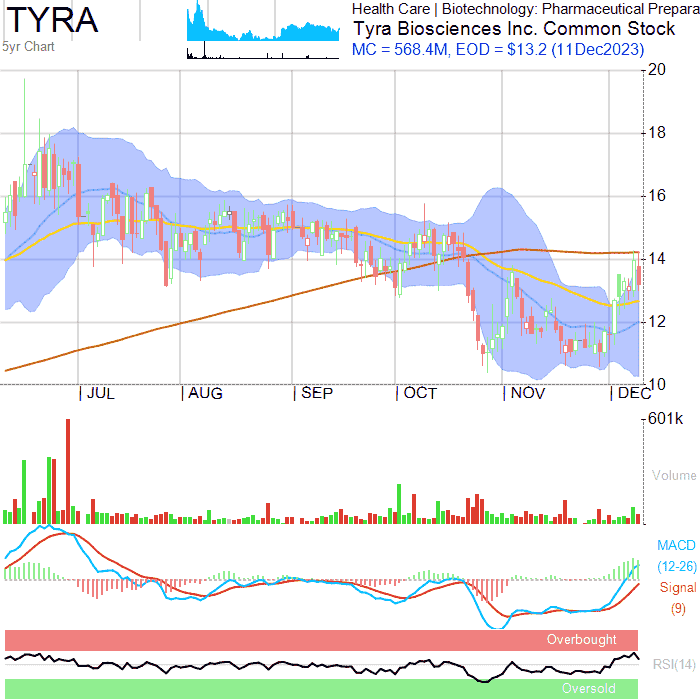 TYRA
5yr Chart
Health Care | Biotechnology: Pharmaceutical Prepara
Tyra Biosciences Inc. Common Stock
MC = 568.4M, EOD = $13.2 (11Dec2023)
20
18
16
14
12
10
JUL AUG SEP OCT NOV DEC
601k
Volume
MACD
(12-26)
Signal
(9)
Overbought
RSI(14)
Oversold